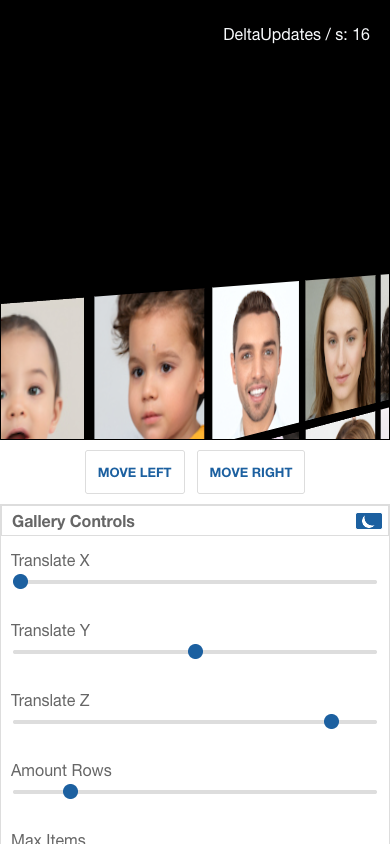 DeltaUpdates / s: 16
MOVE LEFT
MOVE RIGHT
Gallery Controls
Translate X
Translate Y
Translate Z
Amount Rows
Max Items